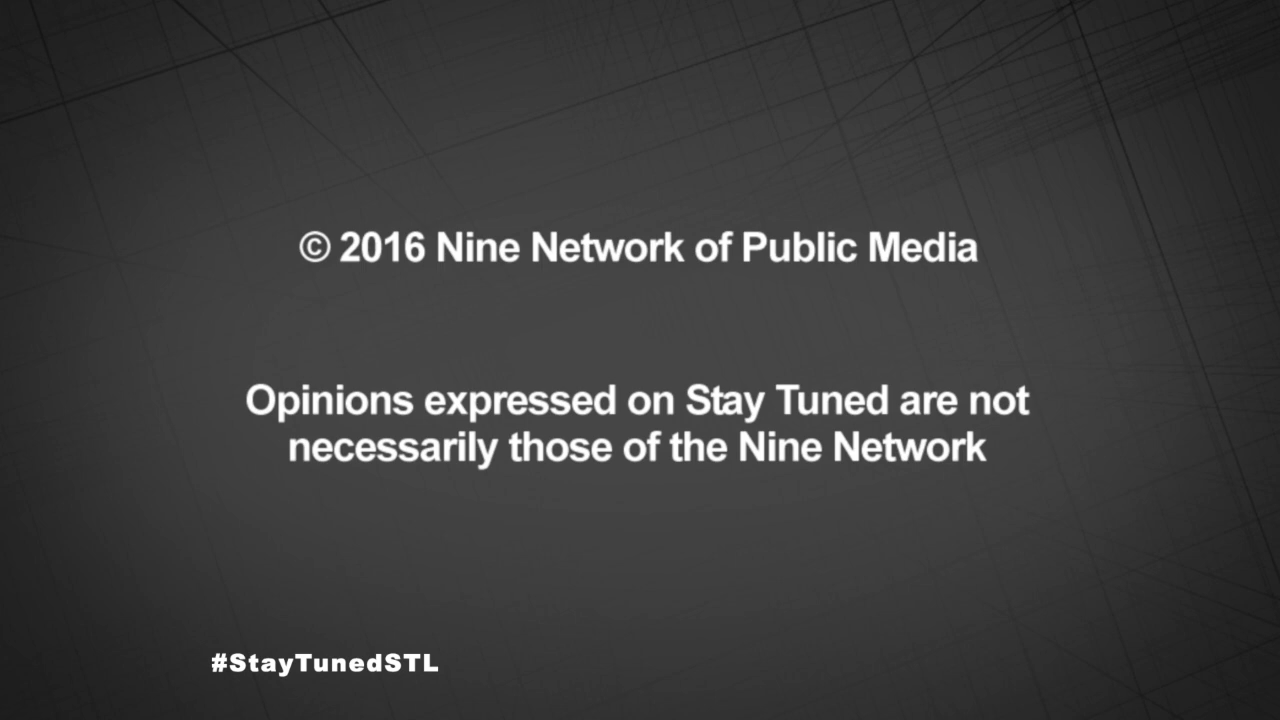 © 2016 Nine Network of Public Media
Opinions expressed on Stay Tuned are not
necessarily those of the Nine Network
#StayTunedSTL